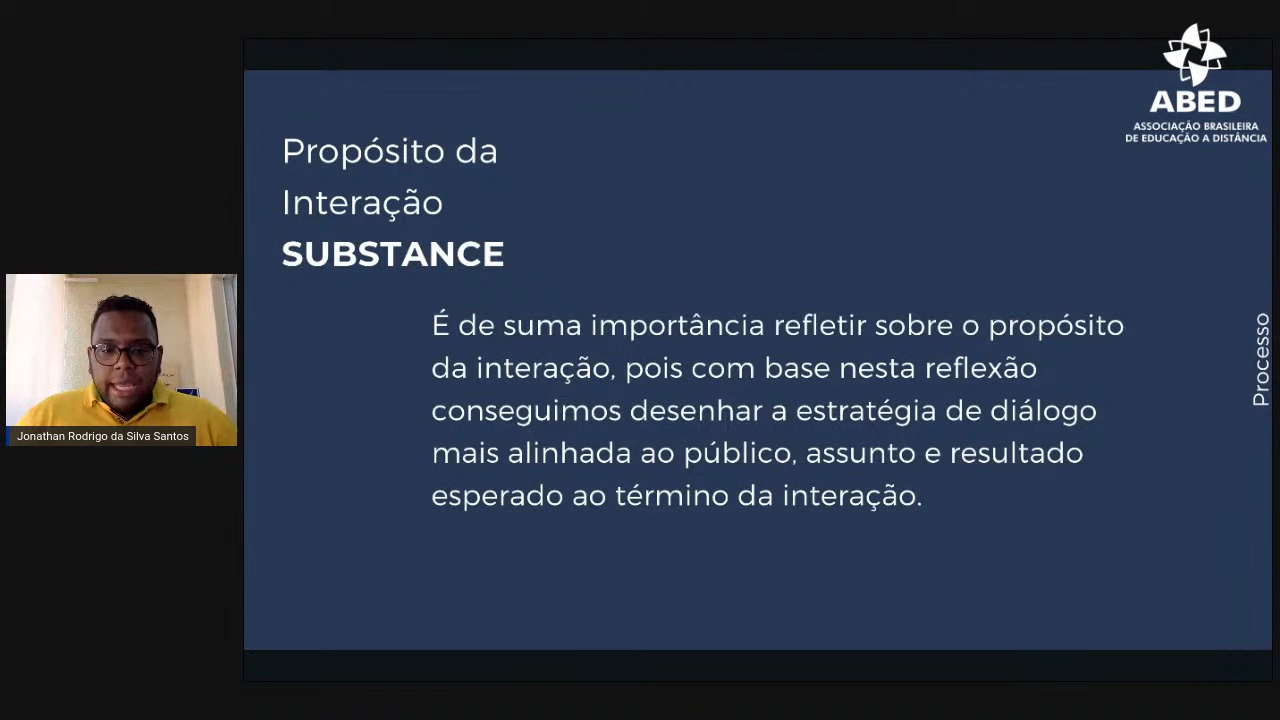 ABED
ASSOCIAÇÃO BRASILEIRA
DE EDUCAÇÃO A DISTÂNCIA
Propósito da
Interação
SUBSTANCE
É de suma importância refletir sobre o propósito
da interação, pois com base nesta reflexão
conseguimos desenhar a estratégia de diálogo
mais alinhada ao público, assunto e resultado
esperado ao término da interação.
Processo
Jonathan Rodrigo da Silva Santos